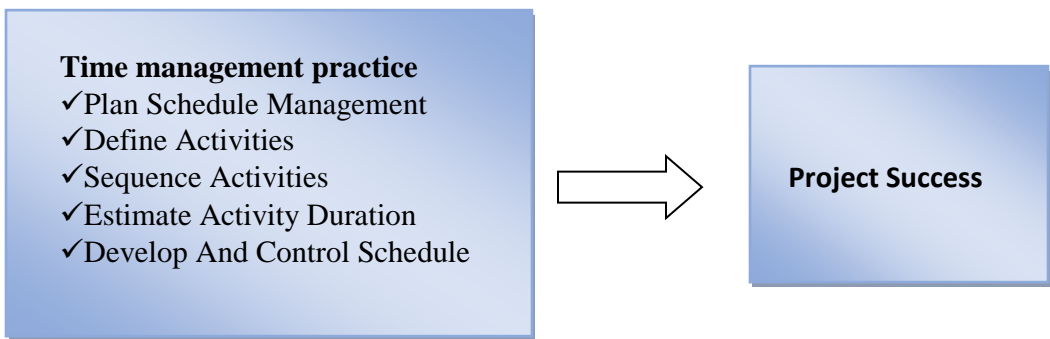 Time management practice
✓Plan Schedule Management
✓Define Activities
✓Sequence Activities
✓Estimate Activity Duration
✓Develop And Control Schedule
Project Success